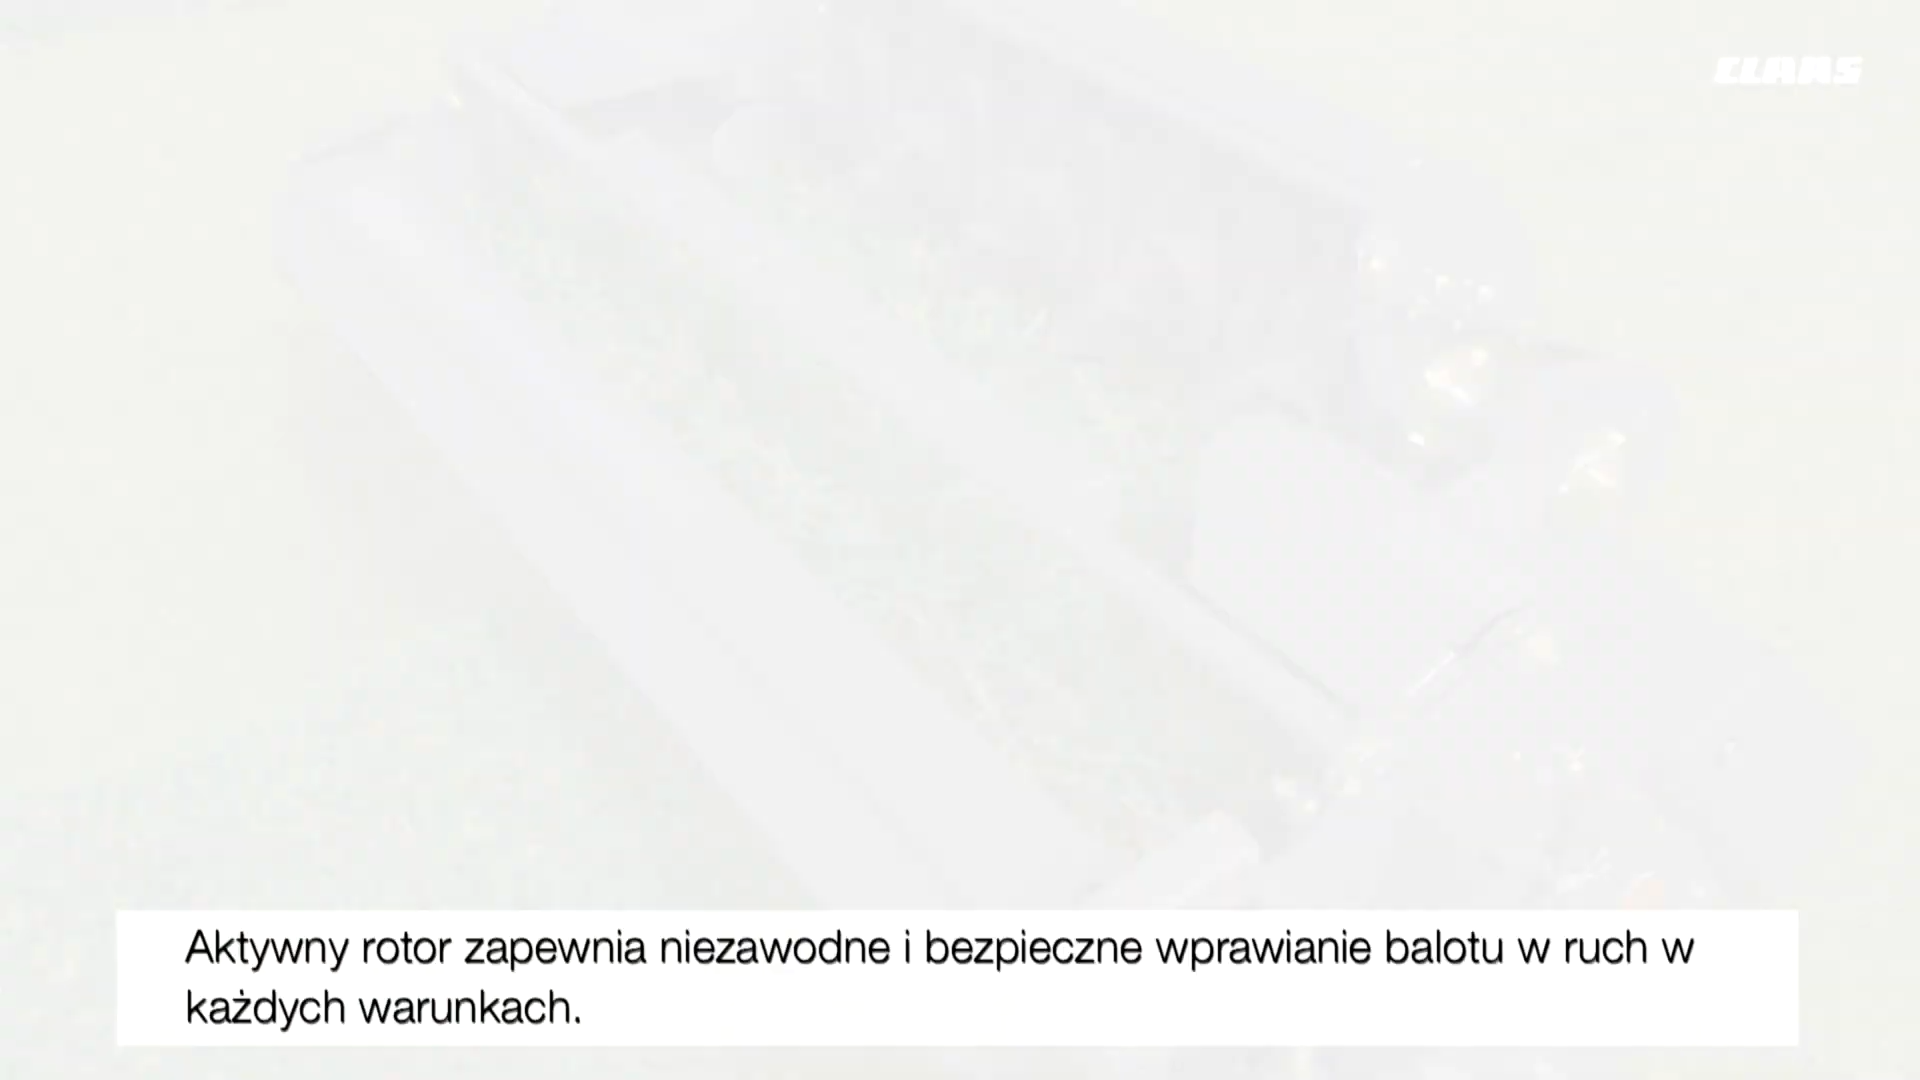 CLAAS
Aktywny rotor zapewnia niezawodne i bezpieczne wprawianie balotu w ruch w
każdych warunkach.